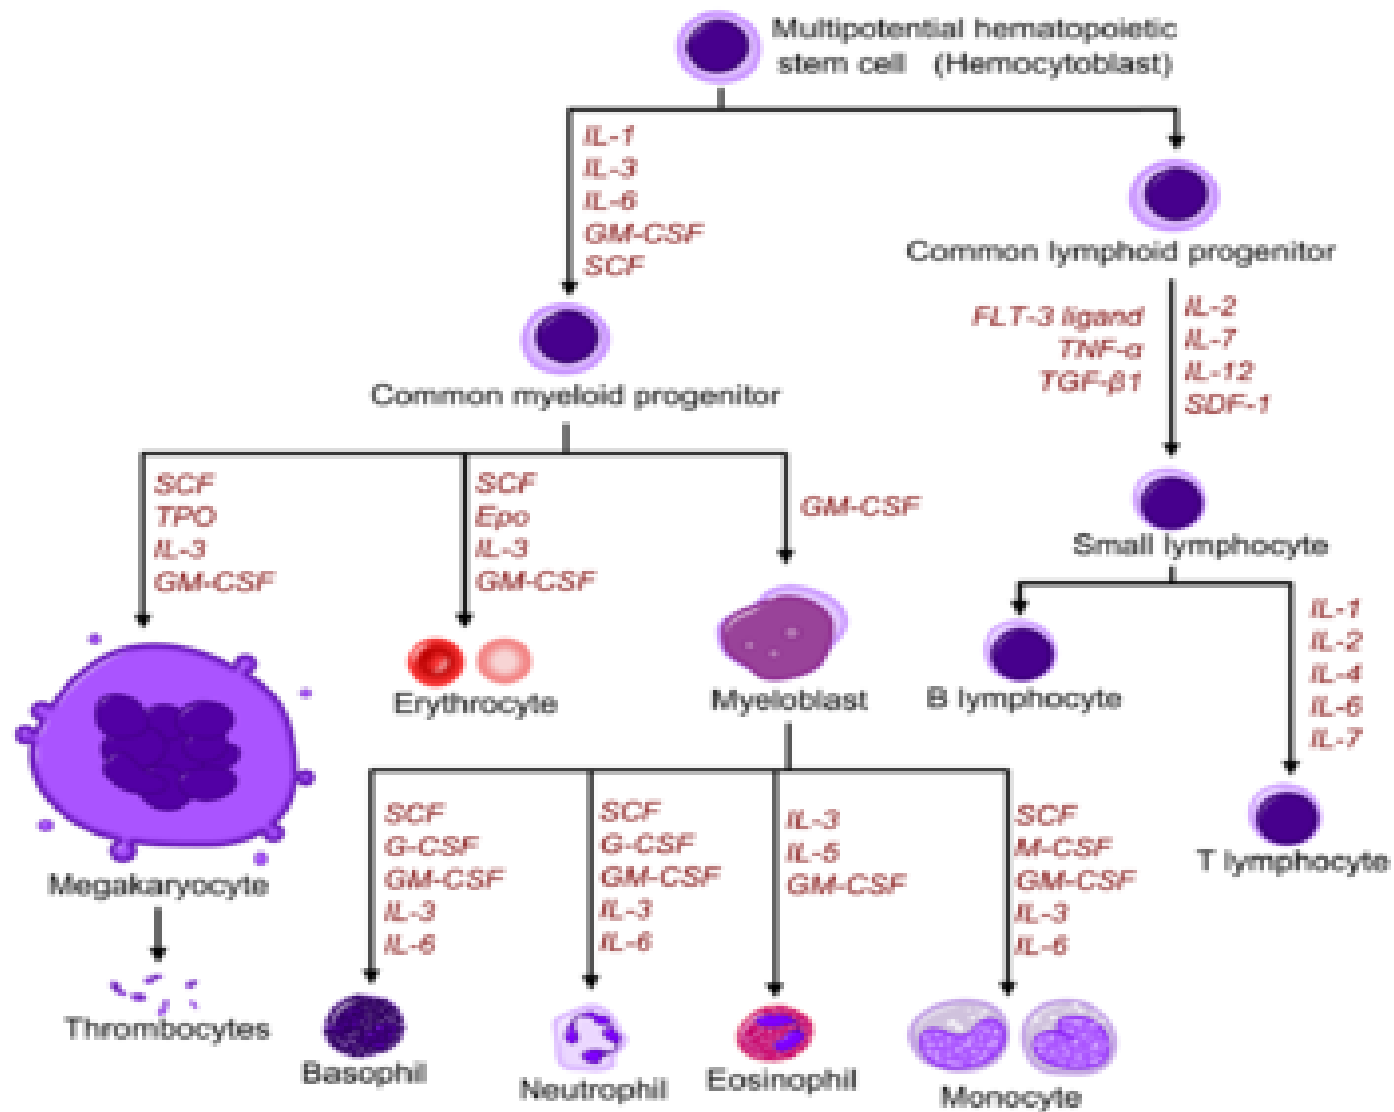 Multipotential hematopoietic
stem cell (Hemocytoblast)
IL-1
IL-3
IL-6
GM-CSF
SCF
Common lymphoid progenitor
FLT-3 ligand
TNF-α
TGF-β1
IL-2
IL-7
IL-12
SDF-1
Common myeloid progenitor
SCF
TPO
IL-3
GM-CSF
SCF
Epo
IL-3
GM-CSF
GM-CSF
Small lymphocyte
Megakaryocyte
Erythrocyte
Myeloblast
B lymphocyte
IL-1
IL-2
IL-4
IL-6
IL-7
T lymphocyte
Thrombocytes
SCF
G-CSF
GM-CSF
IL-3
IL-6
SCF
G-CSF
GM-CSF
IL-3
IL-6
IL-3
IL-5
GM-CSF
SCF
M-CSF
GM-CSF
IL-3
IL-6
Basophil
Neutrophil
Eosinophil
Monocyte